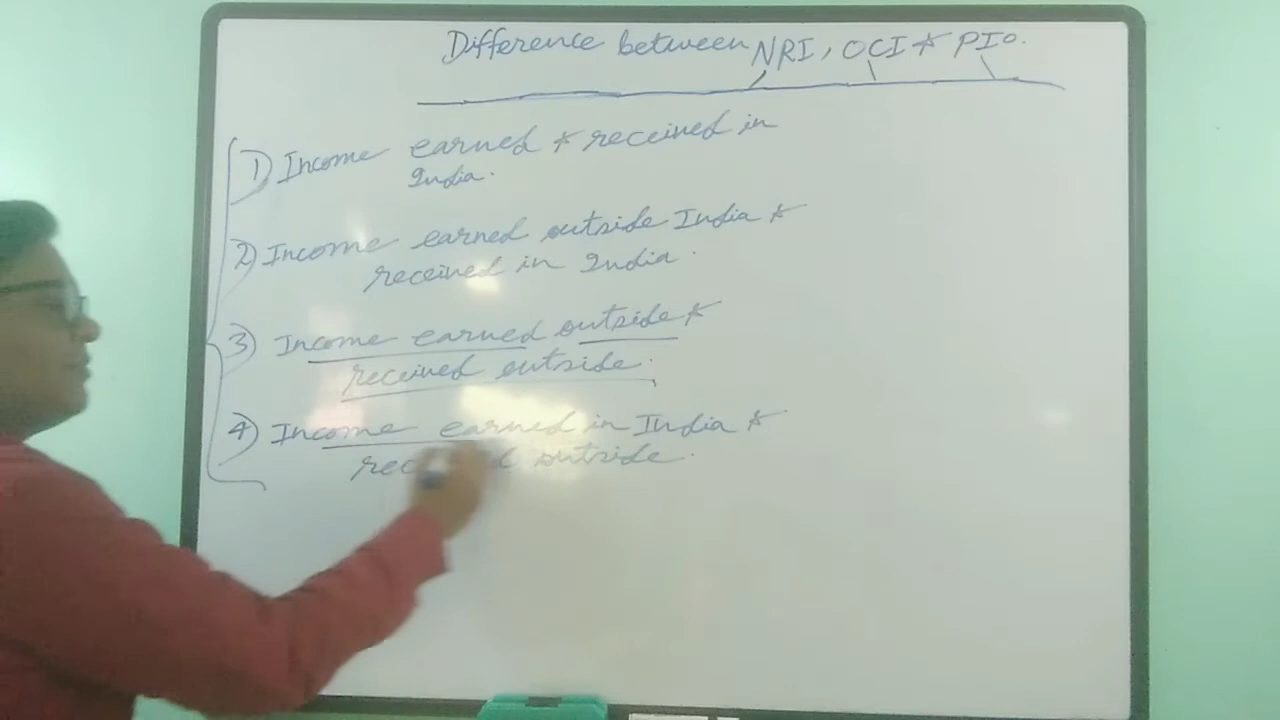 Difference between NRI, OCI & PIO.
1) Income earned & received in
India.
2) Income earned outside India &
received in India.
3) Income earned outside &
received outside.
4) Income earned in India &
outside.